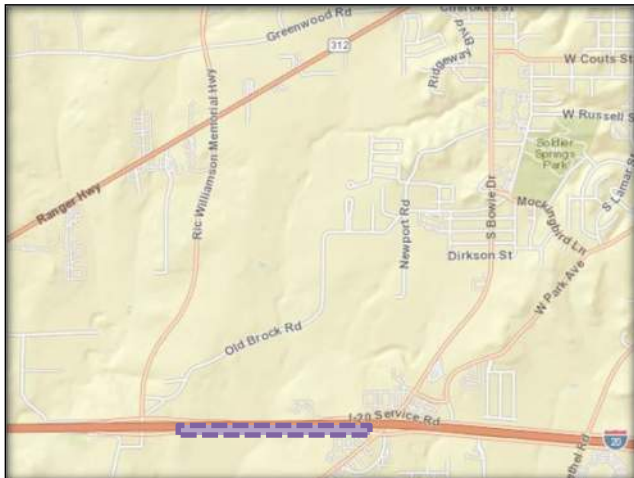 Cherokee St
Greenwood Rd
312
Ridgeway Blvd
W Couts St
Ric Williamson Memorial Hwy
W Russell St
Soldier
Springs
Park
S Lamar St
Ranger Hwy
S Bowie Dr
Mockingbird Ln
Newport Rd
Dirkson St
W Park Ave
Old Brock Rd
I-20 Service Rd
20
ethel Rd